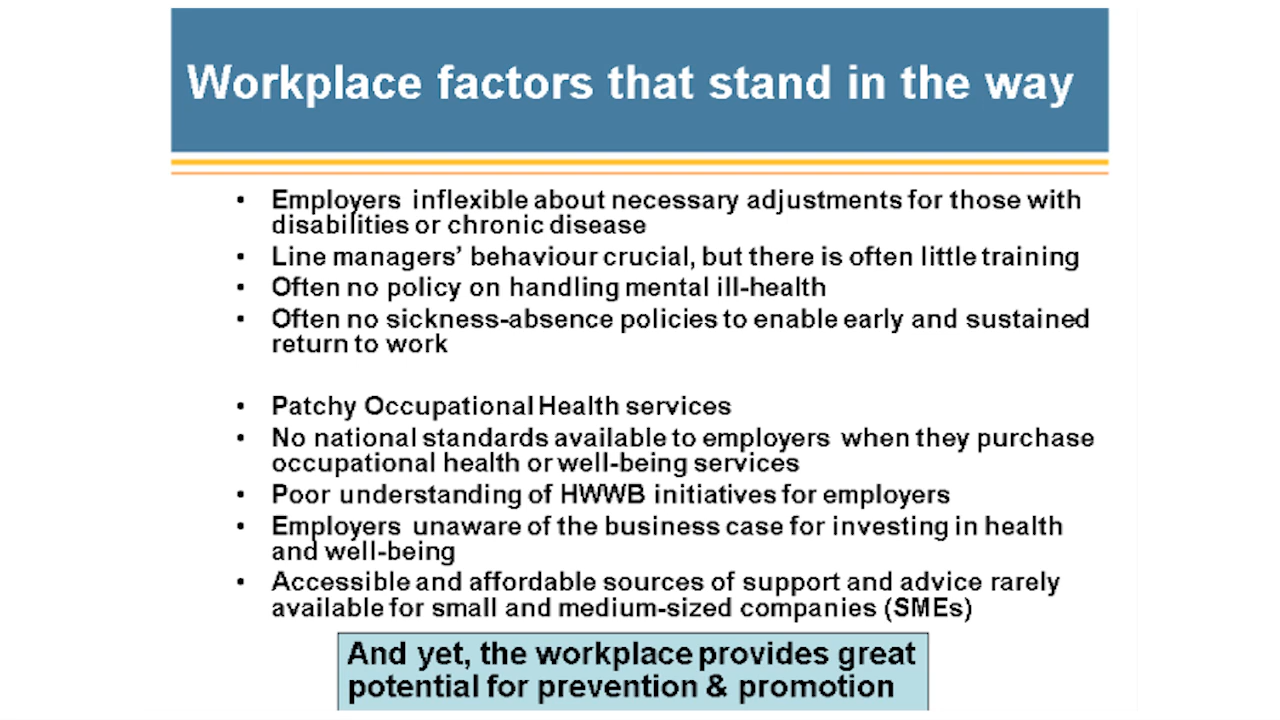 Workplace factors that stand in the way
• Employers inflexible about necessary adjustments for those with
disabilities or chronic disease
• Line managers’ behaviour crucial, but there is often little training
• Often no policy on handling mental ill-health
• Often no sickness-absence policies to enable early and sustained
return to work
• Patchy Occupational Health services
• No national standards available to employers when they purchase
occupational health or well-being services
• Poor understanding of HWWB initiatives for employers
• Employers unaware of the business case for investing in health
and well-being
• Accessible and affordable sources of support and advice rarely
available for small and medium-sized companies (SMEs)
And yet, the workplace provides great
potential for prevention & promotion